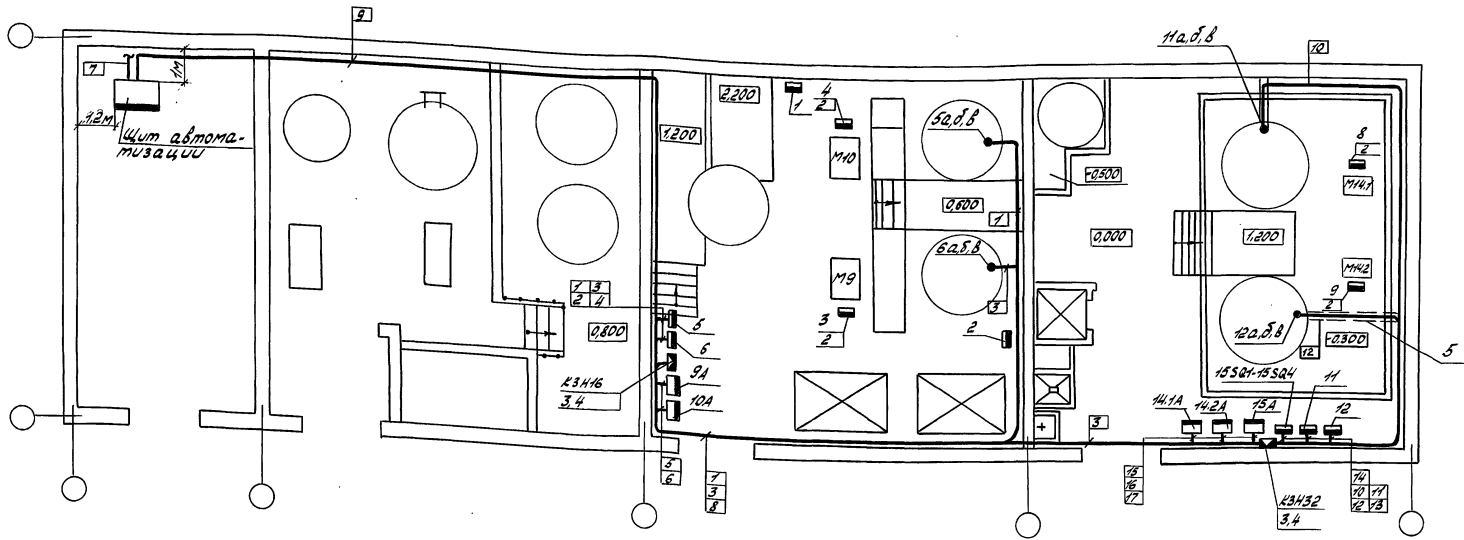 9
7
1м
1,2м
Щит автома-
тизации
1,200
2,200
1
4
2
М10
5а,б,в
0,600
1
6а,б,в
3
М9
3
2
2
-0,500
0,000
11а,б,в
10
8
2
М14.1
1,200
М14.2
9
2
12а,б,в
12
-0.300
5
1 3
2 4
0,800
5
6
КЗН16
3,4
9А
10А
5
6
1
3
8
3
14.1А
14.2А
15А
15SQ1-15SQ4
11
12
15
16
17
КЗН32
3,4
14
10 11
12 13